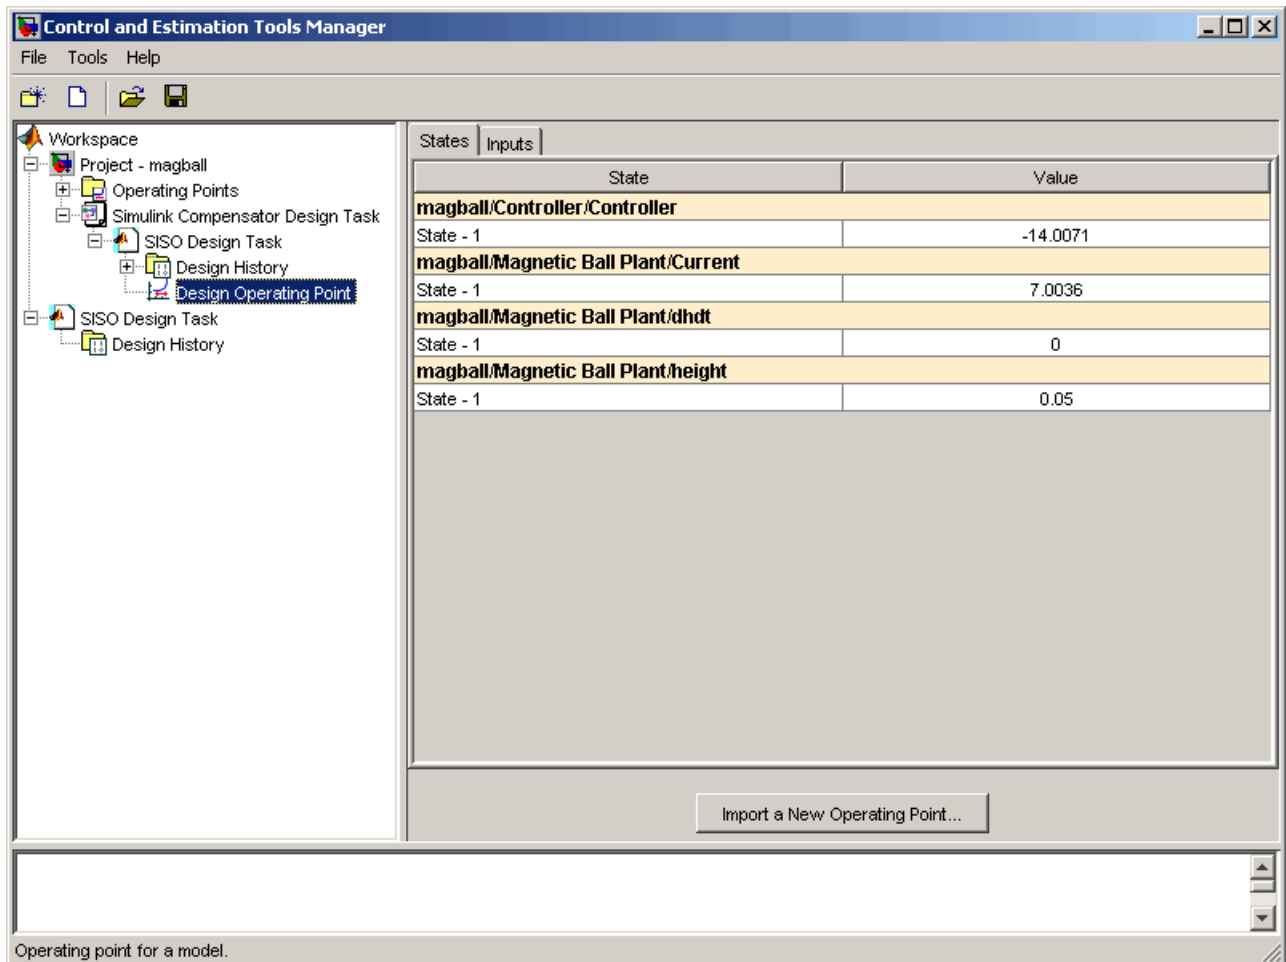 Control and Estimation Tools Manager
File Tools Help
Workspace
Project - magball
Operating Points
Simulink Compensator Design Task
SISO Design Task
Design History
Design Operating Point
SISO Design Task
Design History
States Inputs
State Value
magball/Controller/Controller
State - 1 -14.0071
magball/Magnetic Ball Plant/Current
State - 1 7.0036
magball/Magnetic Ball Plant/dhdt
State - 1 0
magball/Magnetic Ball Plant/height
State - 1 0.05
Import a New Operating Point...
Operating point for a model.